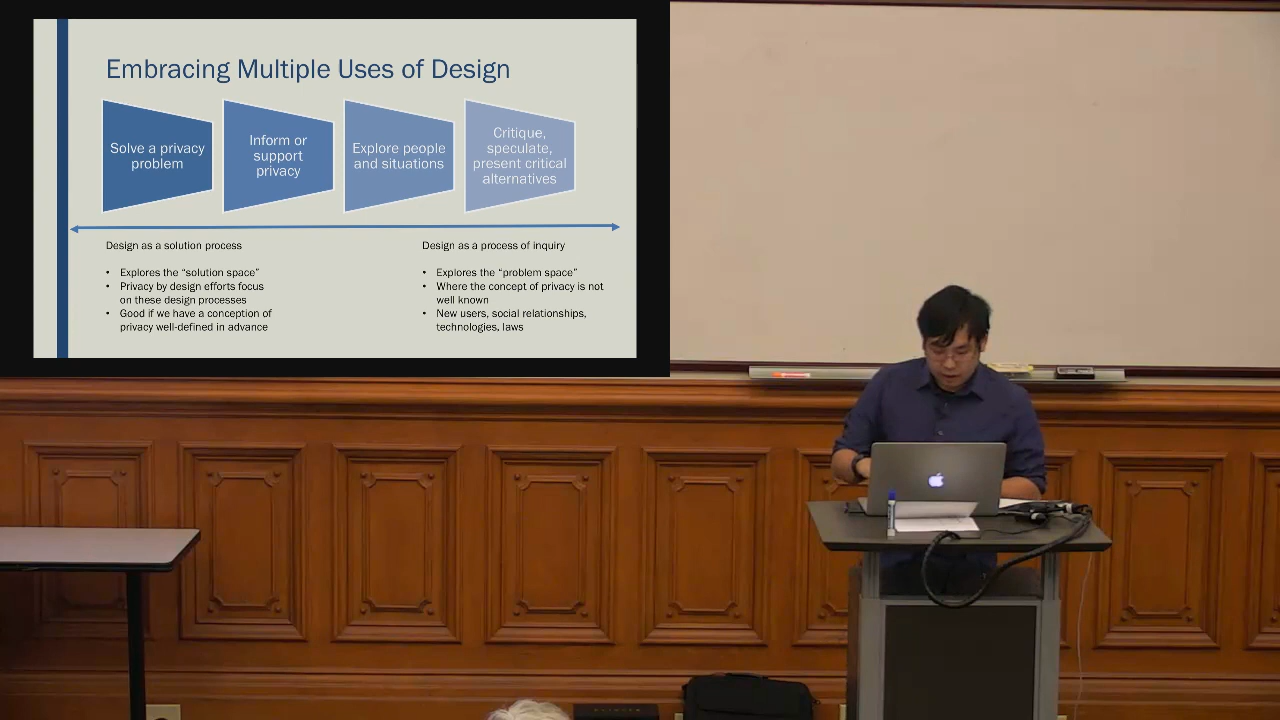 Embracing Multiple Uses of Design
Solve a privacy
problem
Inform or
support
privacy
Explore people
and situations
Critique,
speculate,
present critical
alternatives
Design as a solution process
• Explores the “solution space”
• Privacy by design efforts focus
on these design processes
• Good if we have a conception of
privacy well-defined in advance
Design as a process of inquiry
• Explores the “problem space”
• Where the concept of privacy is not
well known
• New users, social relationships,
technologies, laws